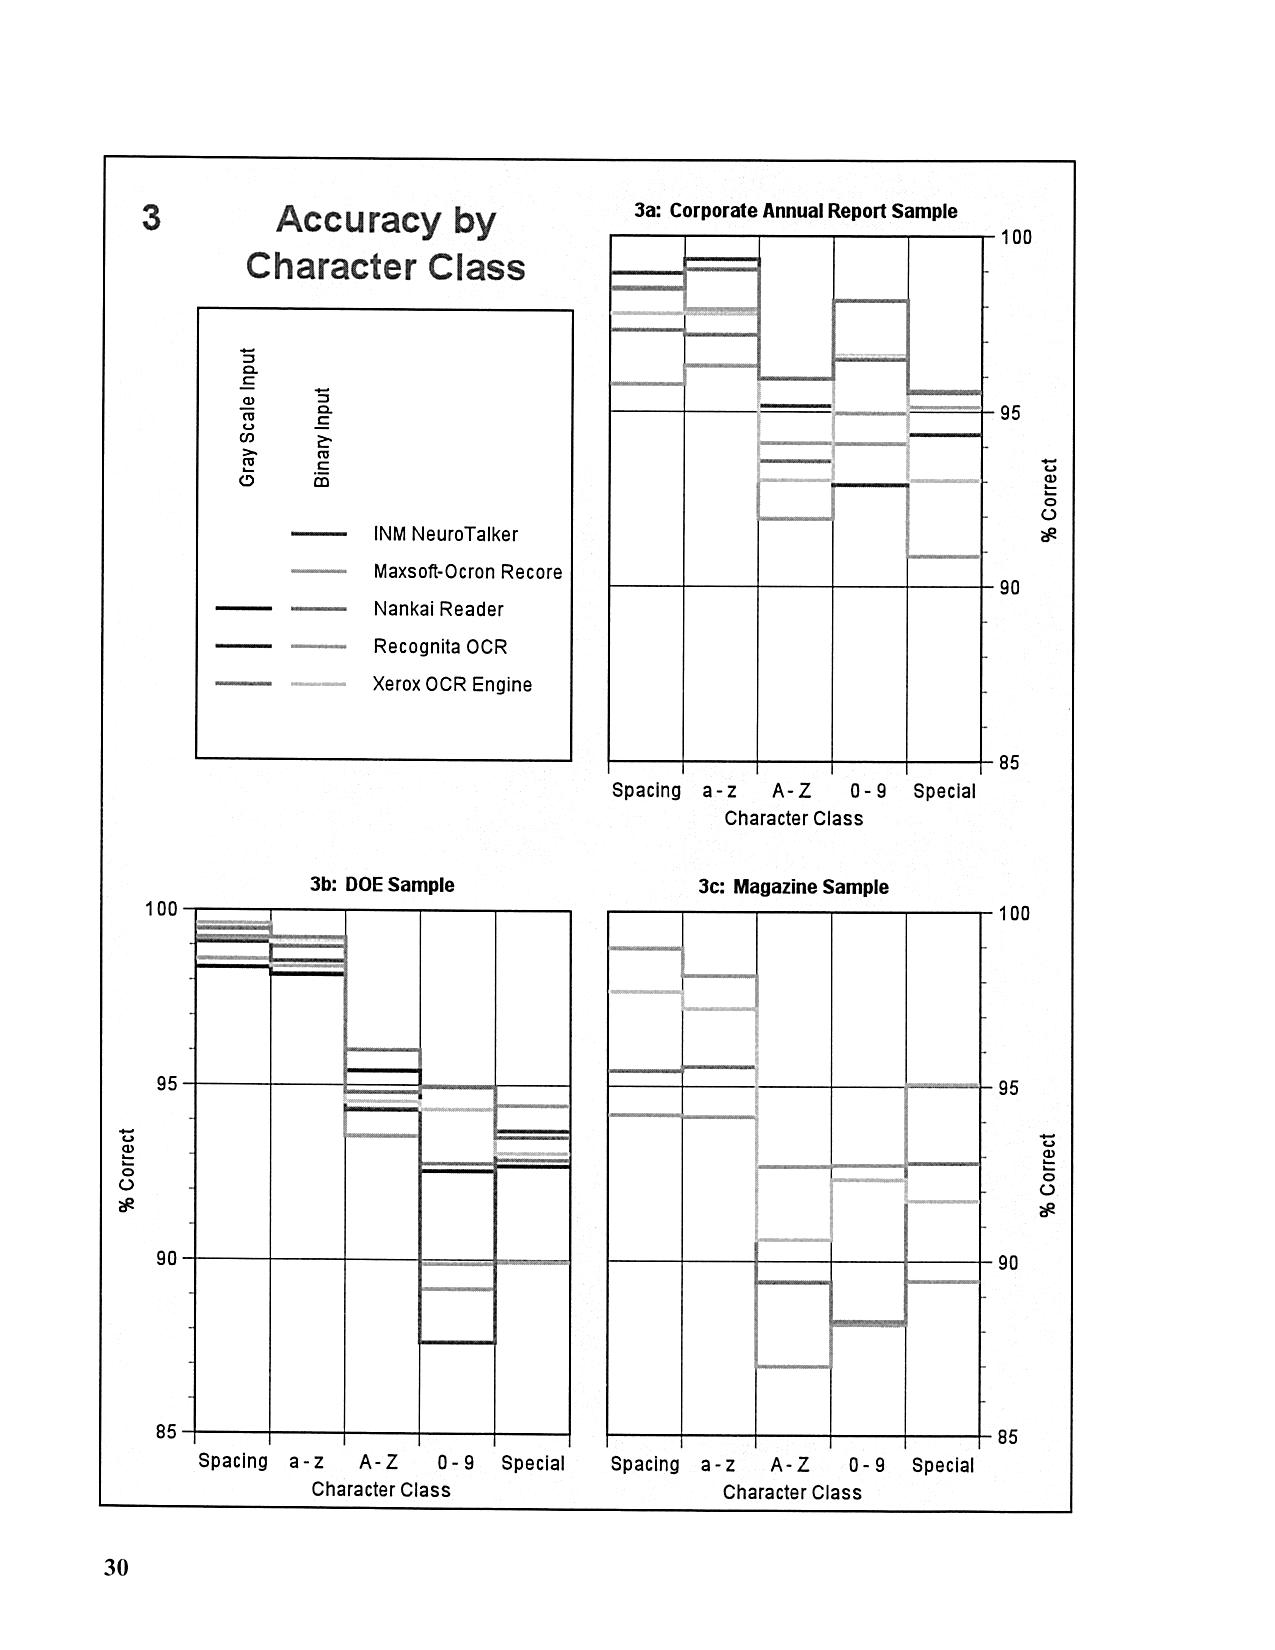 3
Accuracy by
Character Class
Gray Scale Input
Binary Input
INM NeuroTalker
Maxsoft-Ocron Recore
Nankai Reader
Recognita OCR
Xerox OCR Engine
3a: Corporate Annual Report Sample
100
95
90
85
% Correct
Spacing a - z A - Z 0 - 9 Special
Character Class
3b: DOE Sample
100
95
90
85
% Correct
Spacing a - z A - Z 0 - 9 Special
Character Class
3c: Magazine Sample
100
95
90
85
% Correct
Spacing a - z A - Z 0 - 9 Special
Character Class
30